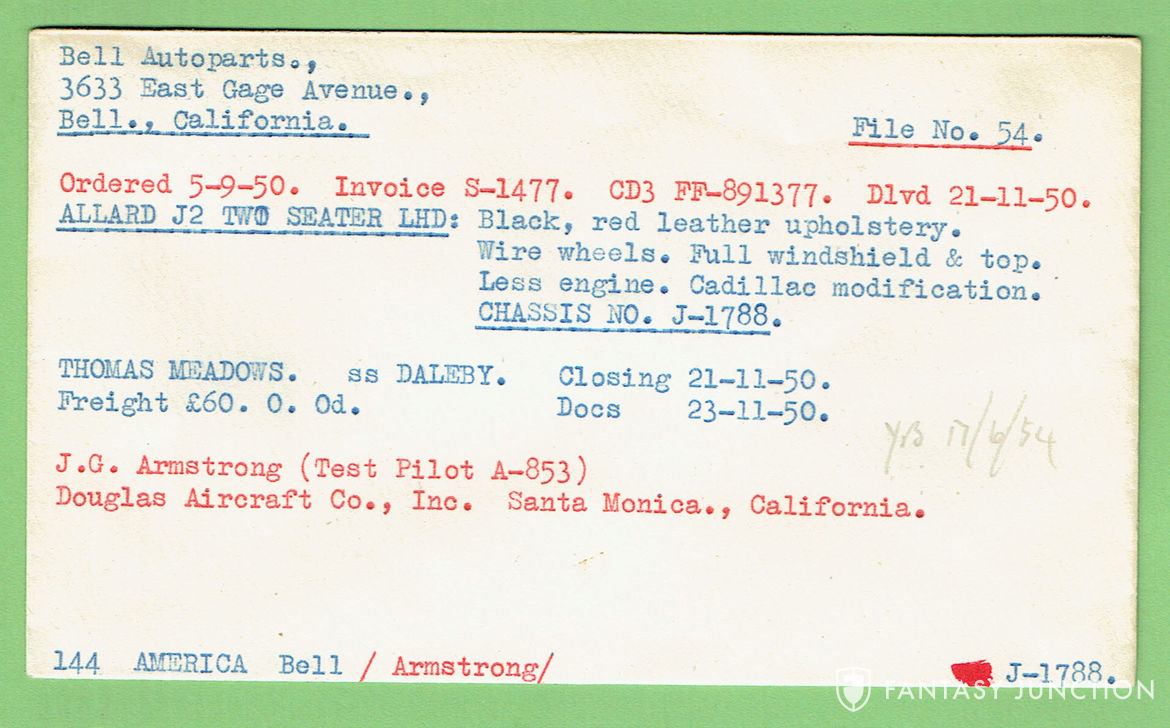 Bell Autoparts.,
3633 East Gage Avenue.,
Bell., California.
File No. 54.
Ordered 5-9-50. Invoice S-1477. CD3 FF-891377. Dlvd 21-11-50.
ALLARD J2 TWO SEATER LHD: Black, red leather upholstery.
Wire wheels. Full windshield & top.
Less engine. Cadillac modification.
CHASSIS NO. J-1788.
THOMAS MEADOWS. ss DALEBY. Closing 21-11-50.
Freight £60. 0. 0d. Docs 23-11-50.
17/6/54
J.G. Armstrong (Test Pilot A-853)
Douglas Aircraft Co., Inc. Santa Monica., California.
144 AMERICA Bell / Armstrong/ J-1788.
FANTASY JUNCTION